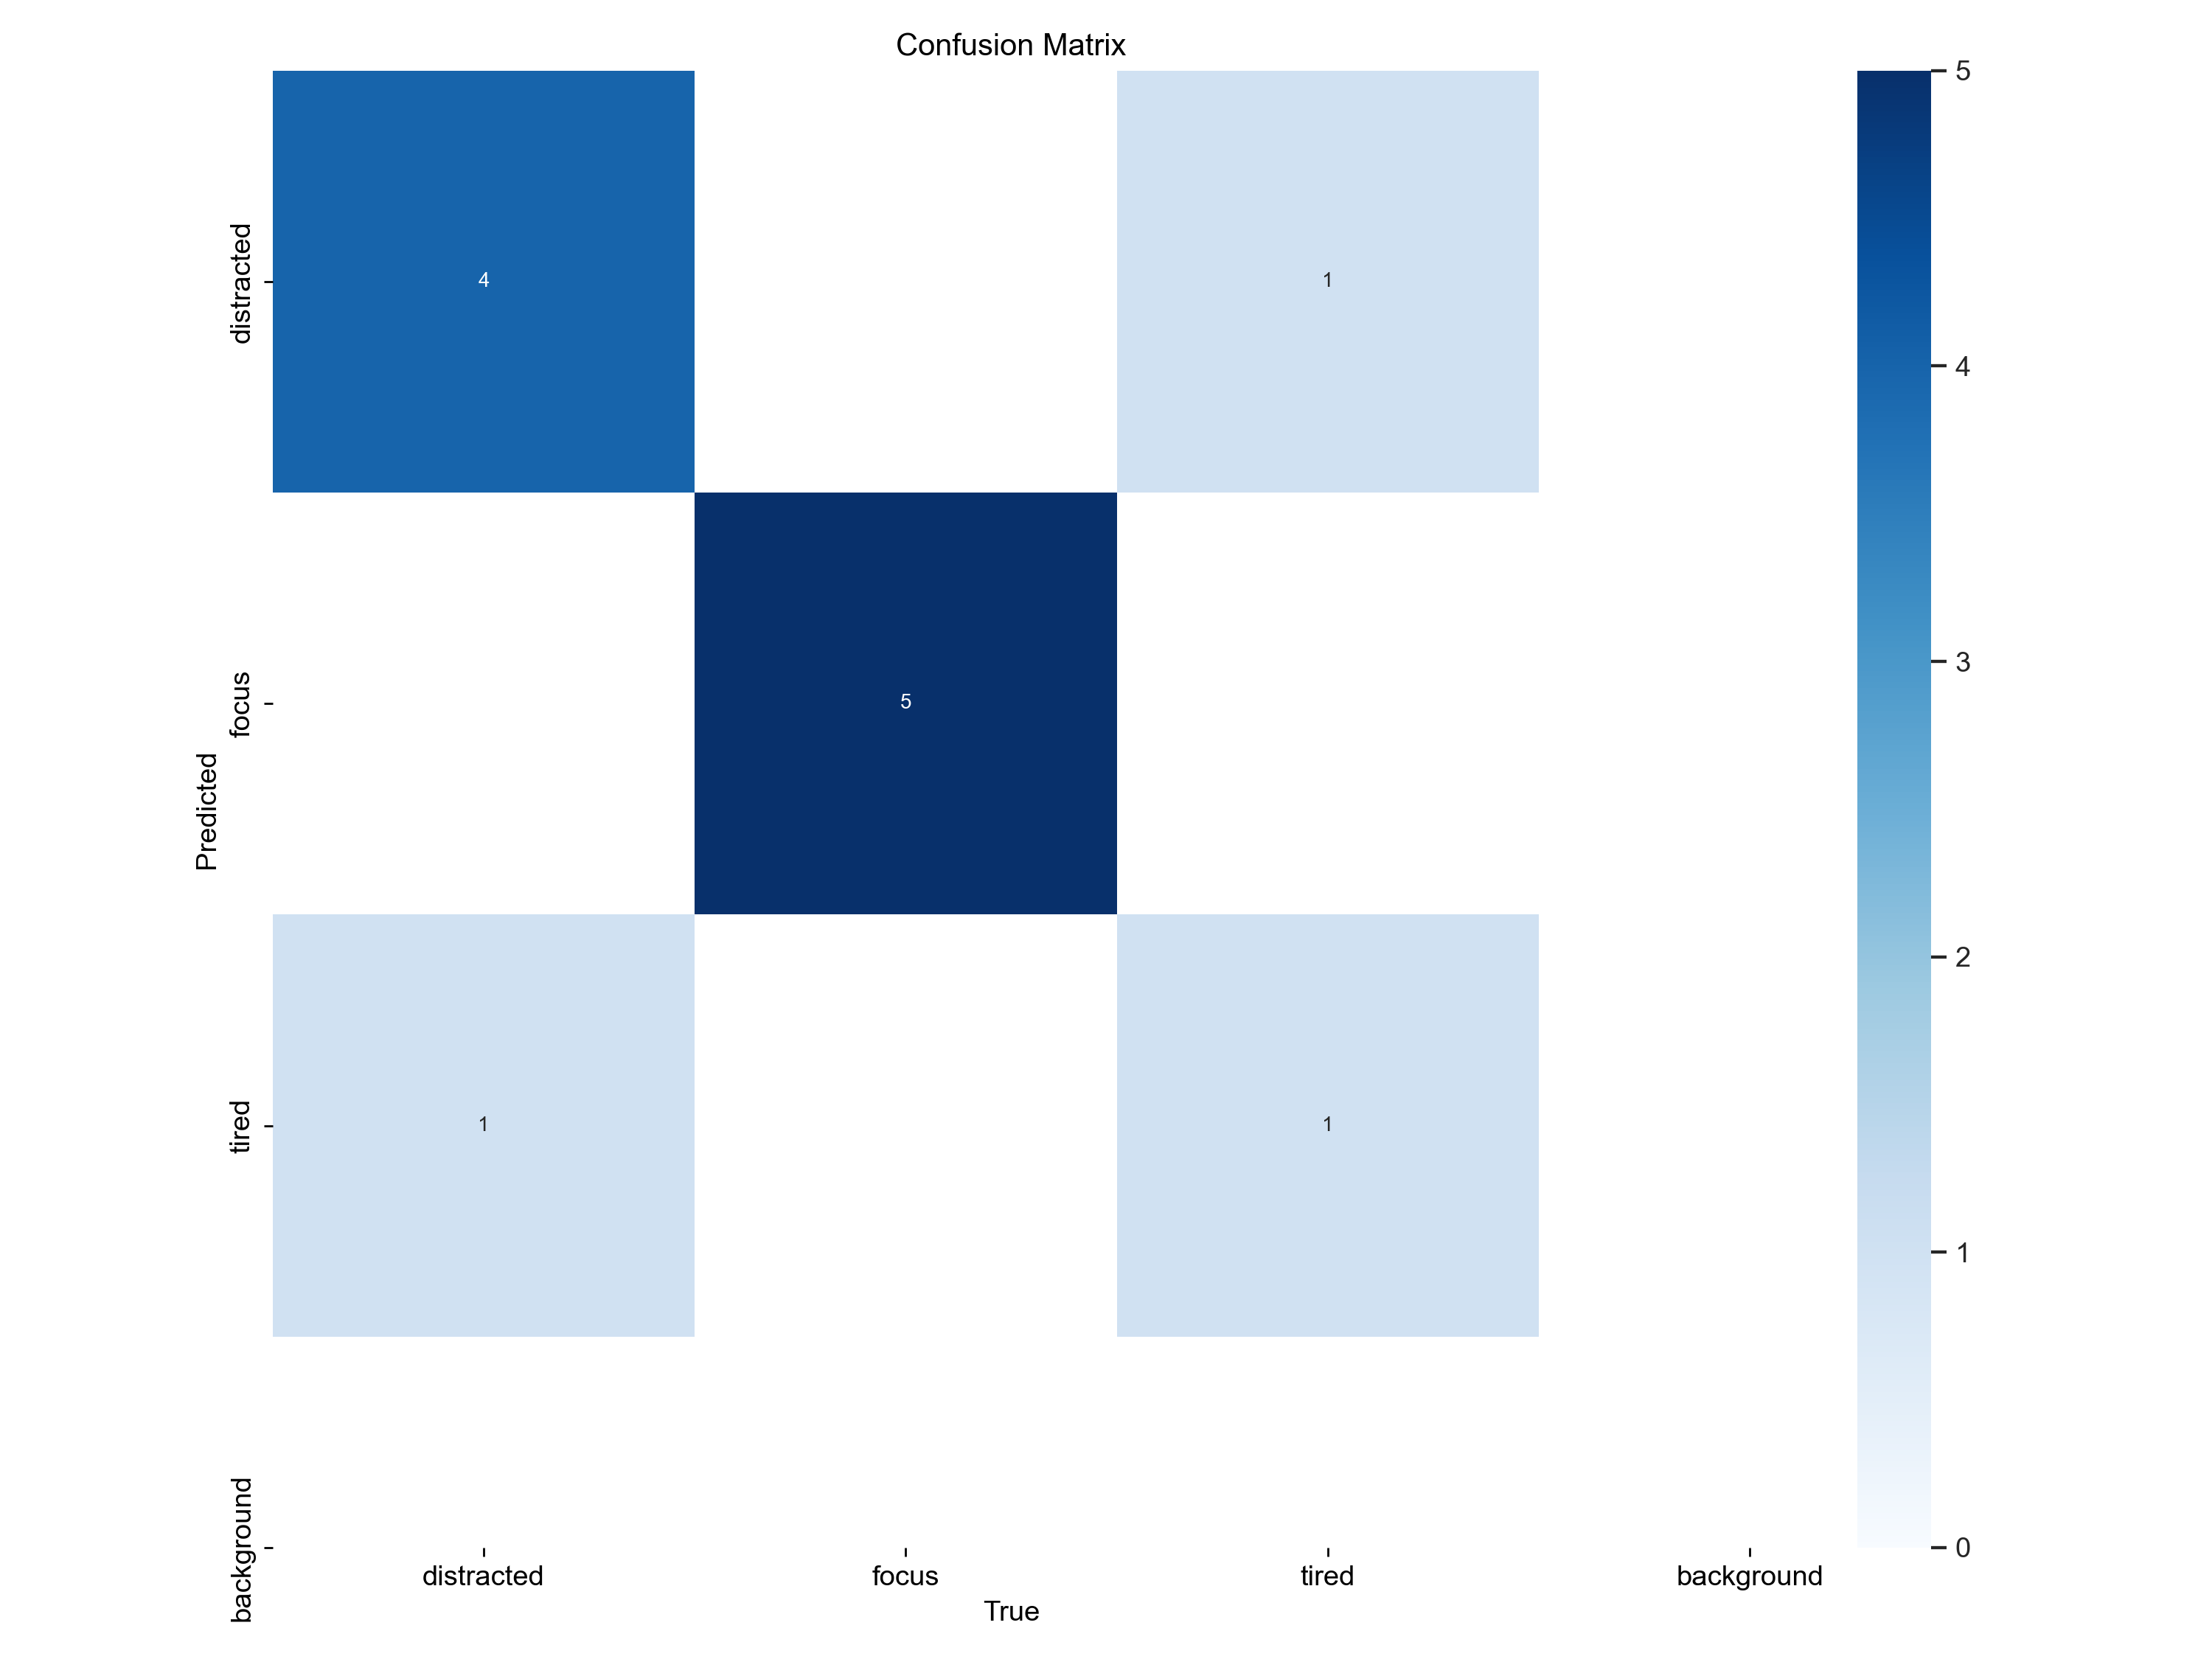 Confusion Matrix
distracted
focus
tired
background
Predicted
4
1
5
1
1
distracted
focus
tired
background
True
5
4
3
2
1
0